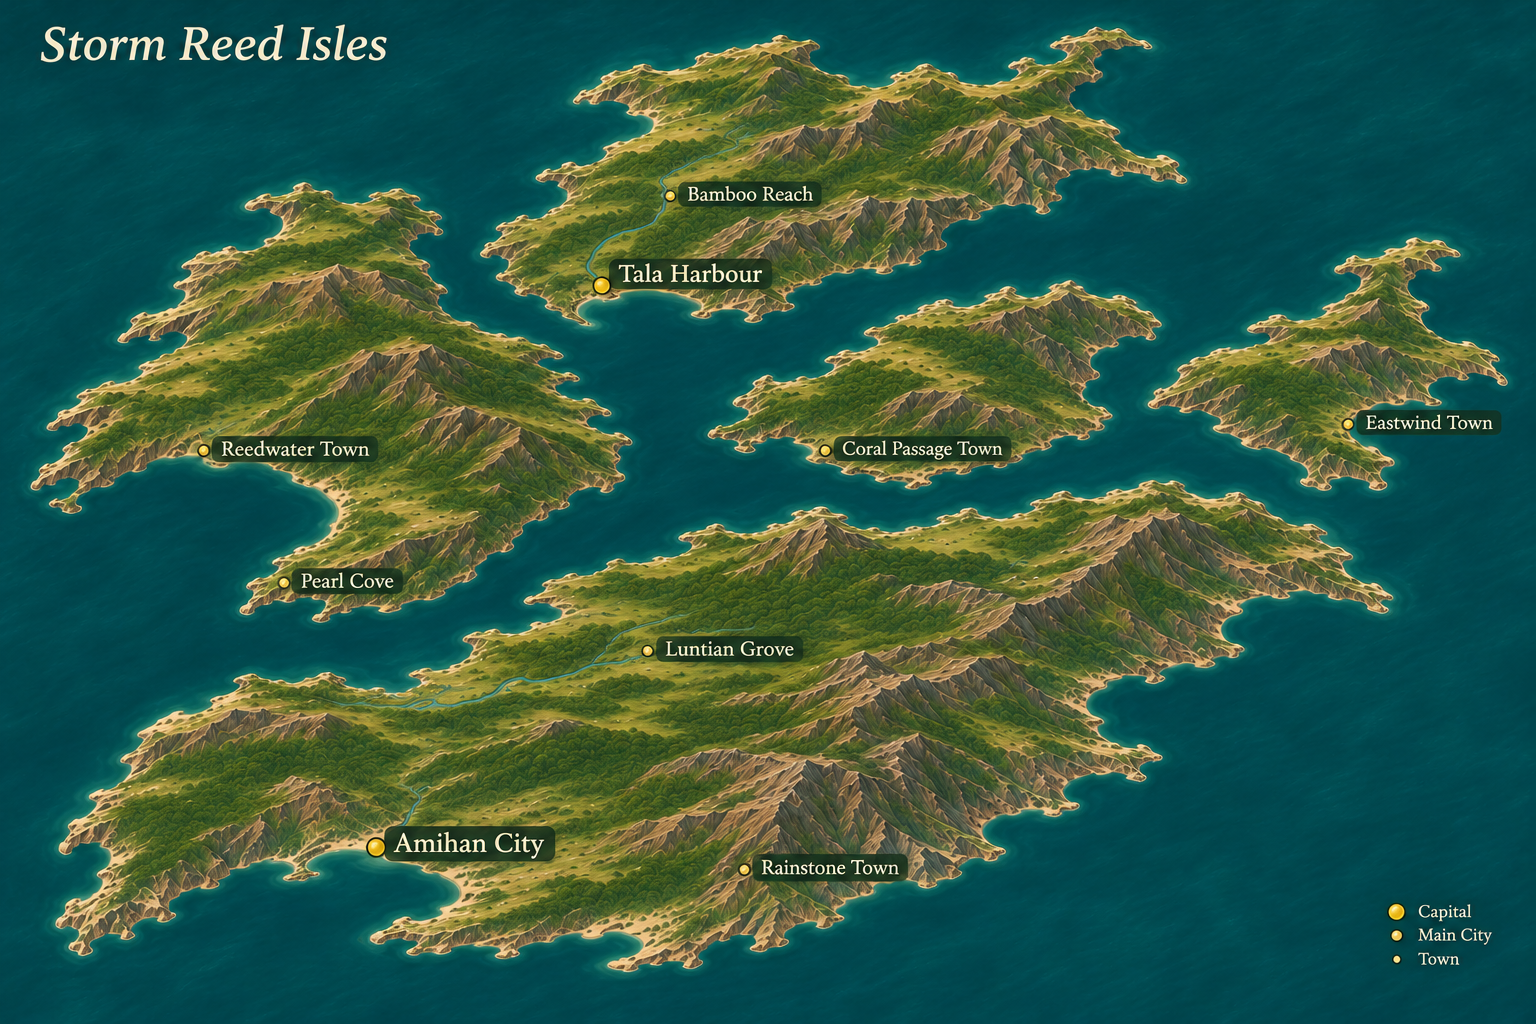 Storm Reed Isles
Bamboo Reach
Tala Harbour
Eastwind Town
Reedwater Town
Coral Passage Town
Pearl Cove
Luntian Grove
Amihan City
Rainstone Town
Capital
Main City
Town